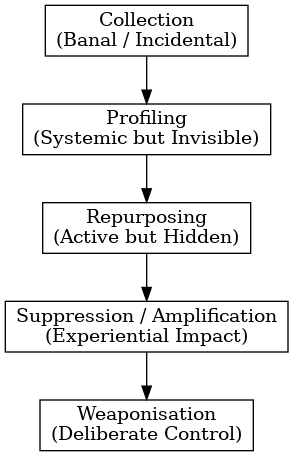 Collection
(Banal / Incidental)
Profiling
(Systemic but Invisible)
Repurposing
(Active but Hidden)
Suppression / Amplification
(Experiential Impact)
Weaponisation
(Deliberate Control)